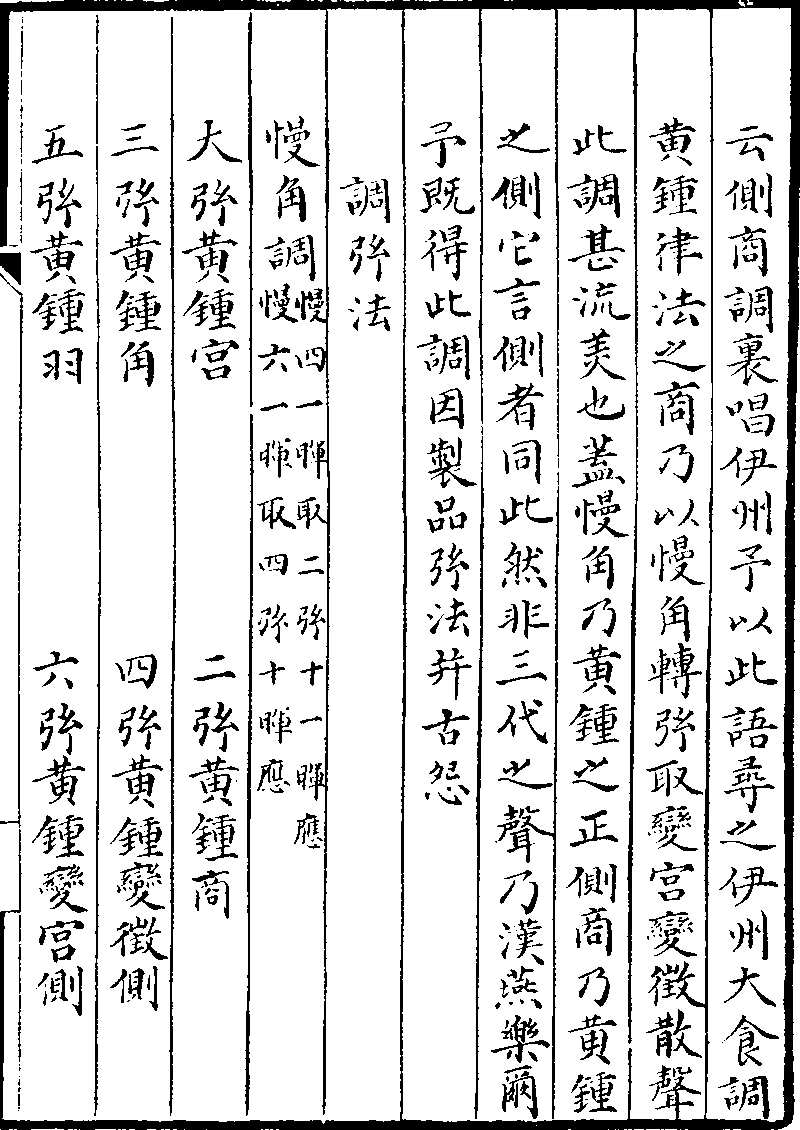 云側商調裏唱伊州予以此語尋之伊州大食調
黄鍾律法之商乃以慢角轉弦取變宮變徵散聲
此調甚流美也蓋慢角乃黄鍾之正側商乃黄鍾
之側它言側者同此然非三代之聲乃漢燕樂爾
予既得此調因製品弦法并古怨
調弦法
慢角調慢四一暉取二弦十一暉應
慢六一暉取四弦十暉應
大弦黄鍾宮 二弦黄鍾商
三弦黄鍾角 四弦黄鍾變徵側
五弦黄鍾羽 六弦黄鍾變宮側